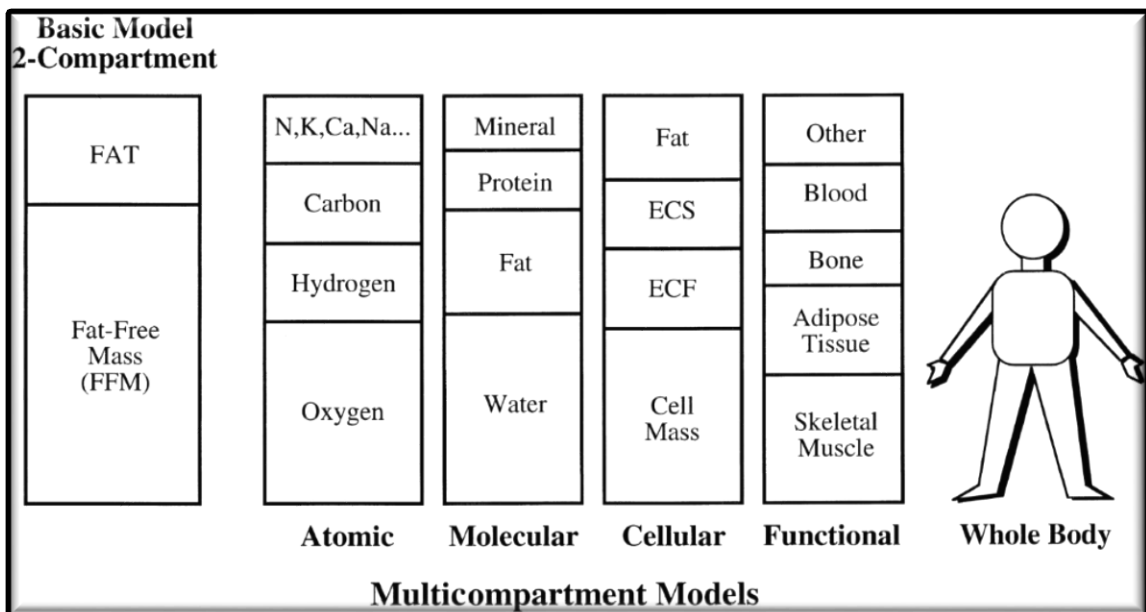 Basic Model
2-Compartment
FAT
Fat-Free
Mass
(FFM)
N,K,Ca,Na...
Carbon
Hydrogen
Oxygen
Atomic
Mineral
Protein
Fat
Water
Molecular
Fat
ECS
ECF
Cell
Mass
Cellular
Other
Blood
Bone
Adipose
Tissue
Skeletal
Muscle
Functional
Whole Body
Multicompartment Models